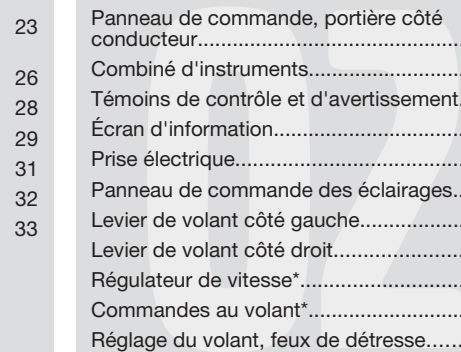 23
26
28
29
31
32
33
02
Panneau de commande, portière côté
conducteur
Combiné d'instruments
Témoins de contrôle et d'avertissement
Écran d'information
Prise électrique
Panneau de commande des éclairages
Levier de volant côté gauche
Levier de volant côté droit
Régulateur de vitesse*
Commandes au volant*
Réglage du volant, feux de détresse